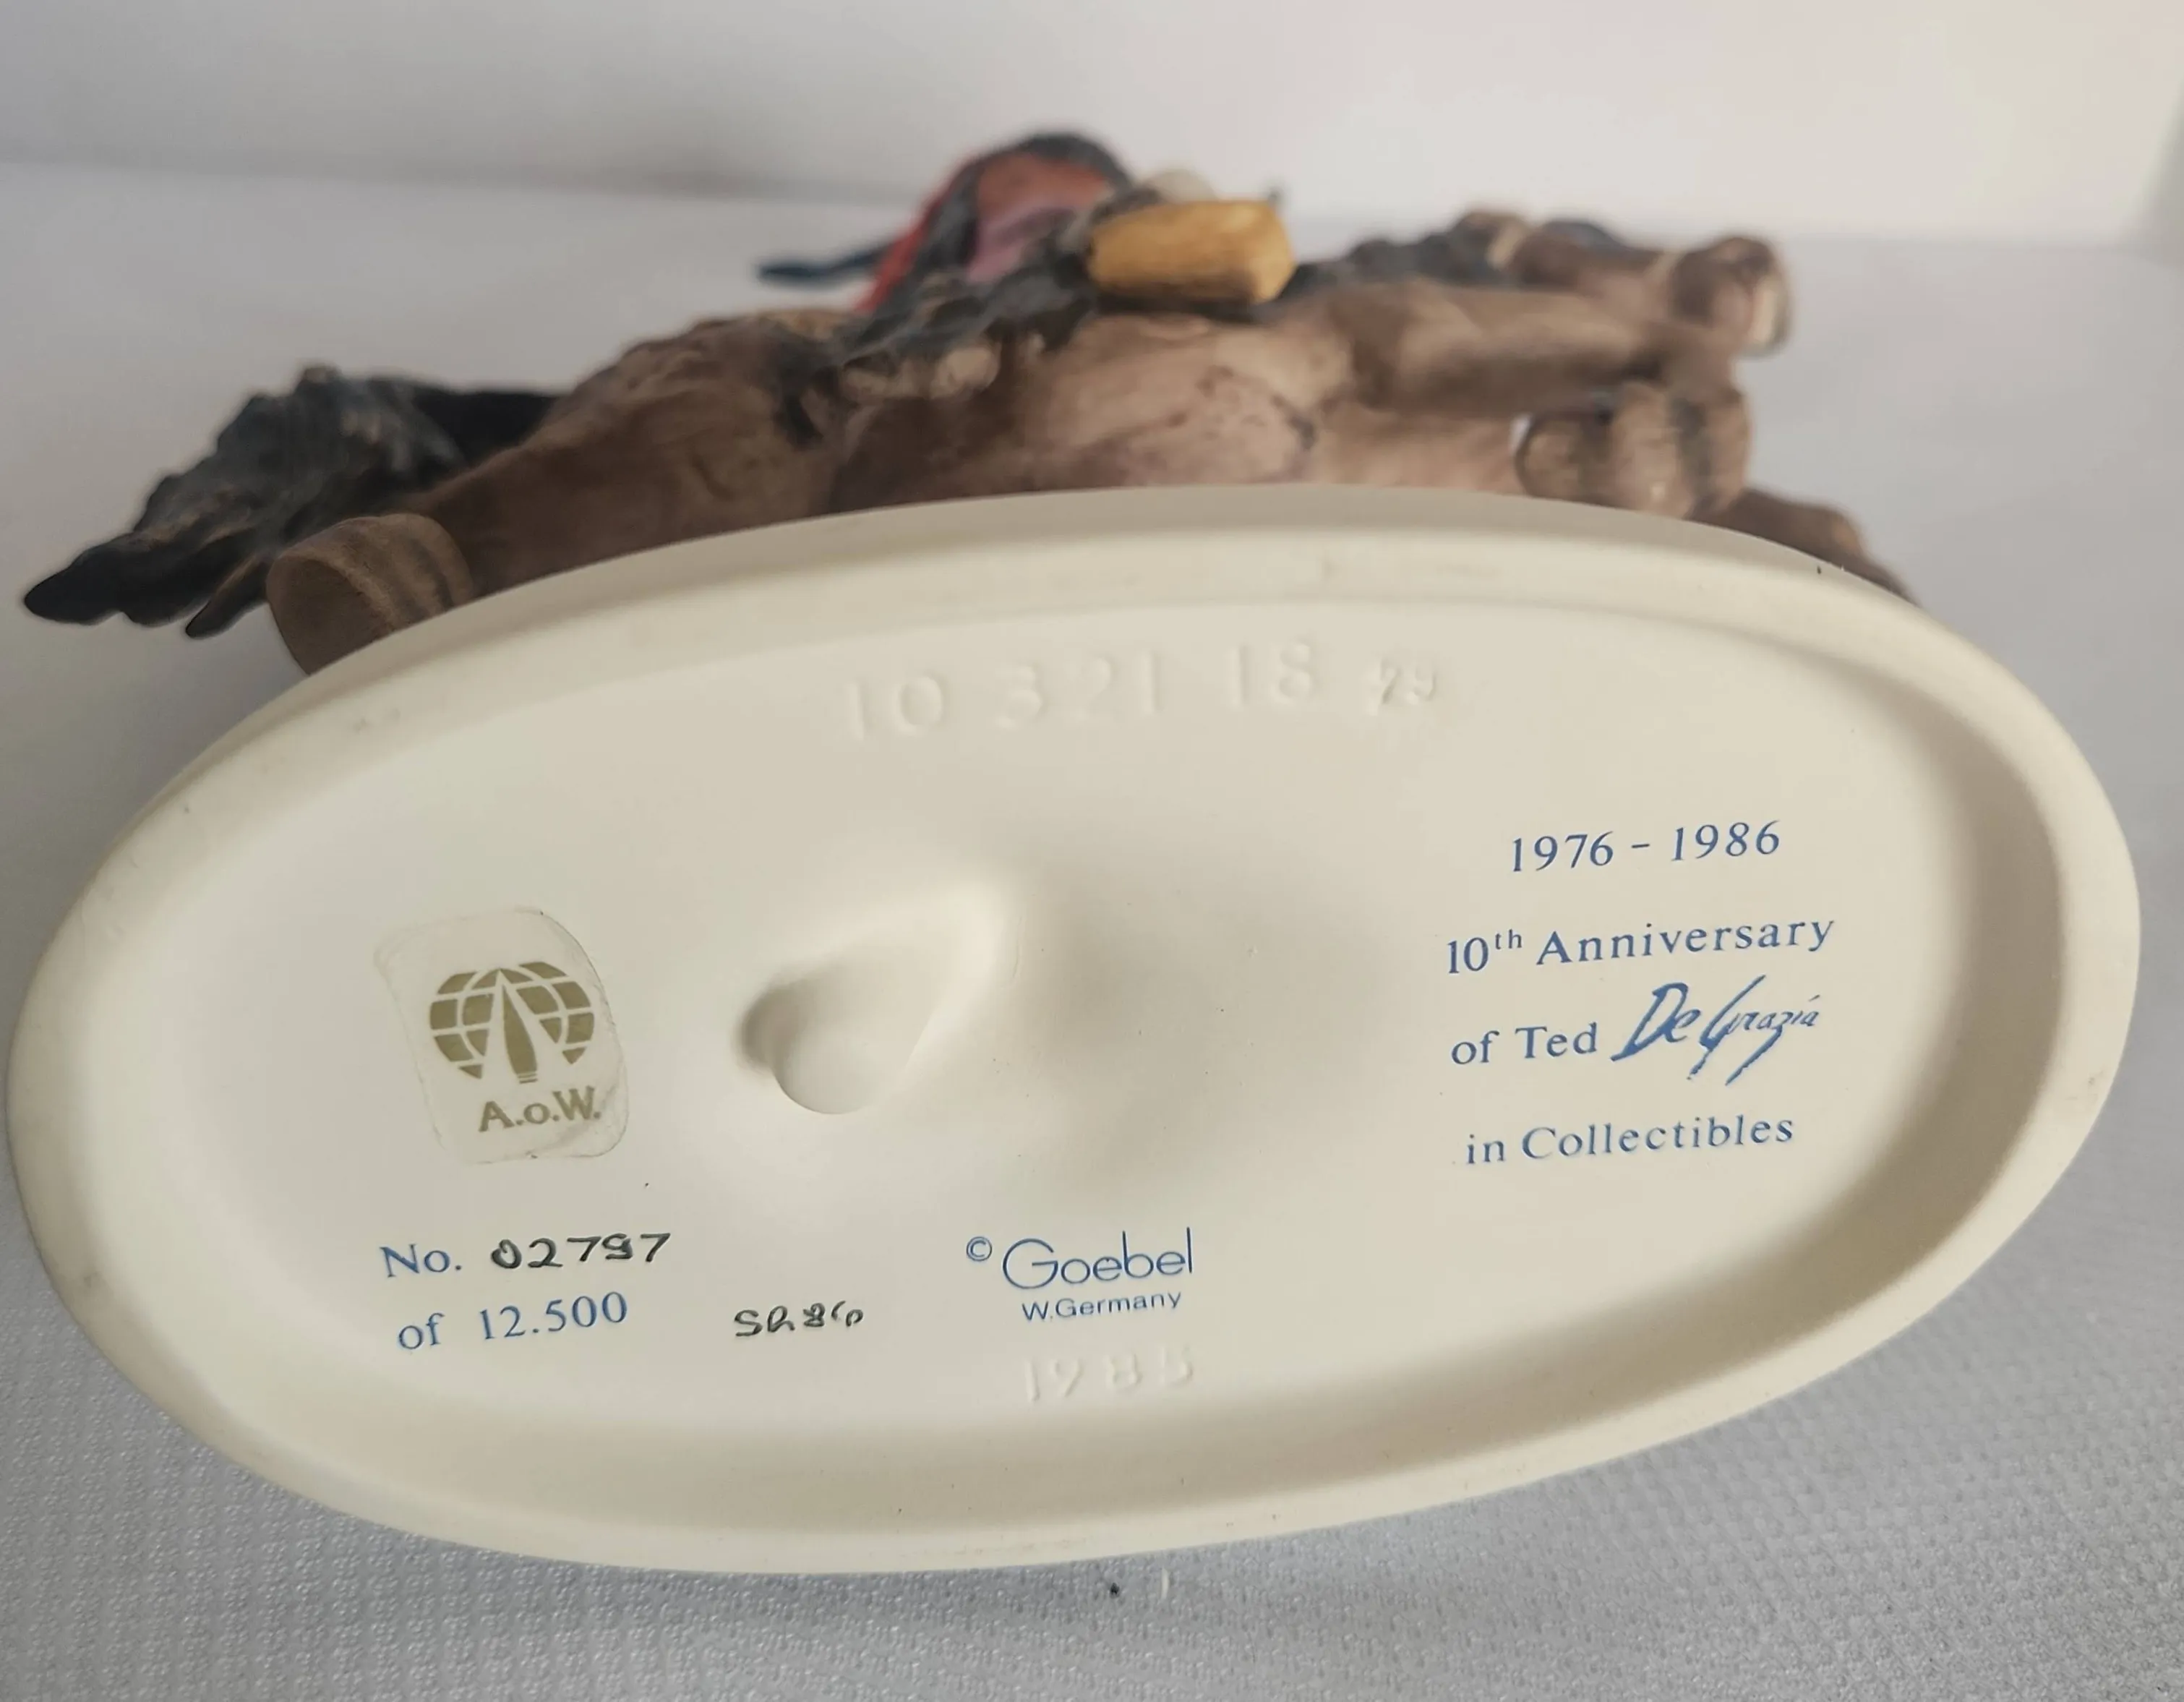 10 321 18
1976 - 1986
10th Anniversary
of Ted DeGrazia
in Collectibles
A.o.W.
No. 02797
of 12.500
© Goebel
W.Germany
1985